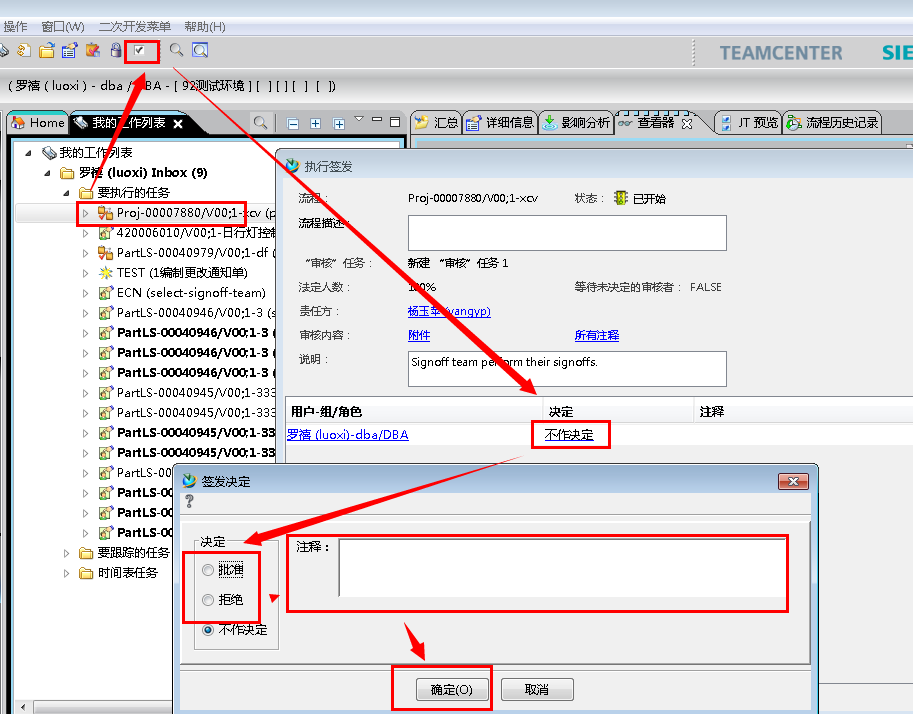 操作 窗口(W) 二次开发菜单 帮助(H)
TEAMCENTER SIE
( 罗禧 ( luoxi ) - dba / DBA - [ 92测试环境 ] [ ] [ ] [ ] [ ])
Home 我的工作列表
汇总 详细信息 影响分析 查看器 JT 预览 流程历史记录
我的工作列表
罗禧 (luoxi) Inbox (9)
要执行的任务
Proj-00007880/V00;1-xcv (p
420006010/V00;1-日行灯控制
PartLS-00040979/V00;1-df (
TEST (1编制更改通知单)
ECN (select-signoff-team)
PartLS-00040946/V00;1-3 (s
PartLS-00040946/V00;1-3 (
PartLS-00040946/V00;1-3 (
PartLS-00040946/V00;1-3 (
PartLS-00040945/V00;1-333
PartLS-00040945/V00;1-333
PartLS-00040945/V00;1-33
PartLS-00040945/V00;1-33
PartLS-00
PartLS-00
PartLS-00
PartLS-00
要跟踪的任务
时间表任务
执行签发
流程： Proj-00007880/V00;1-xcv 状态： 已开始
流程描述
“审核”任务： 新建 “审核” 任务 1
法定人数： 100% 等待未决定的审核者： FALSE
责任方： 杨玉苹 (yangyp)
审核内容： 附件 所有注释
说明： Signoff team perform their signoffs.
用户-组/角色 决定 注释
罗禧 (luoxi)-dba/DBA 不作决定
签发决定
?
决定
批准
拒绝
不作决定
注释：
确定(O) 取消